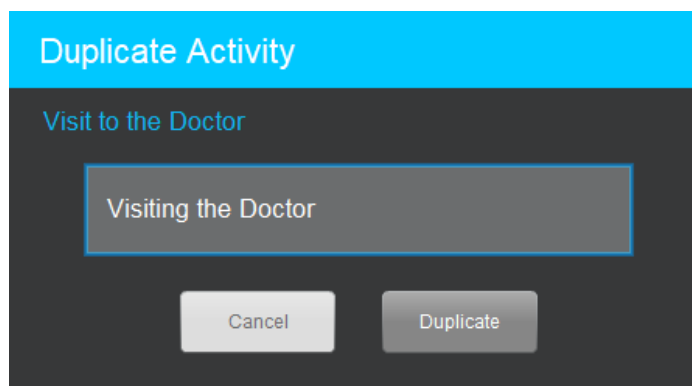 Duplicate Activity
Visit to the Doctor
Visiting the Doctor
Cancel Duplicate